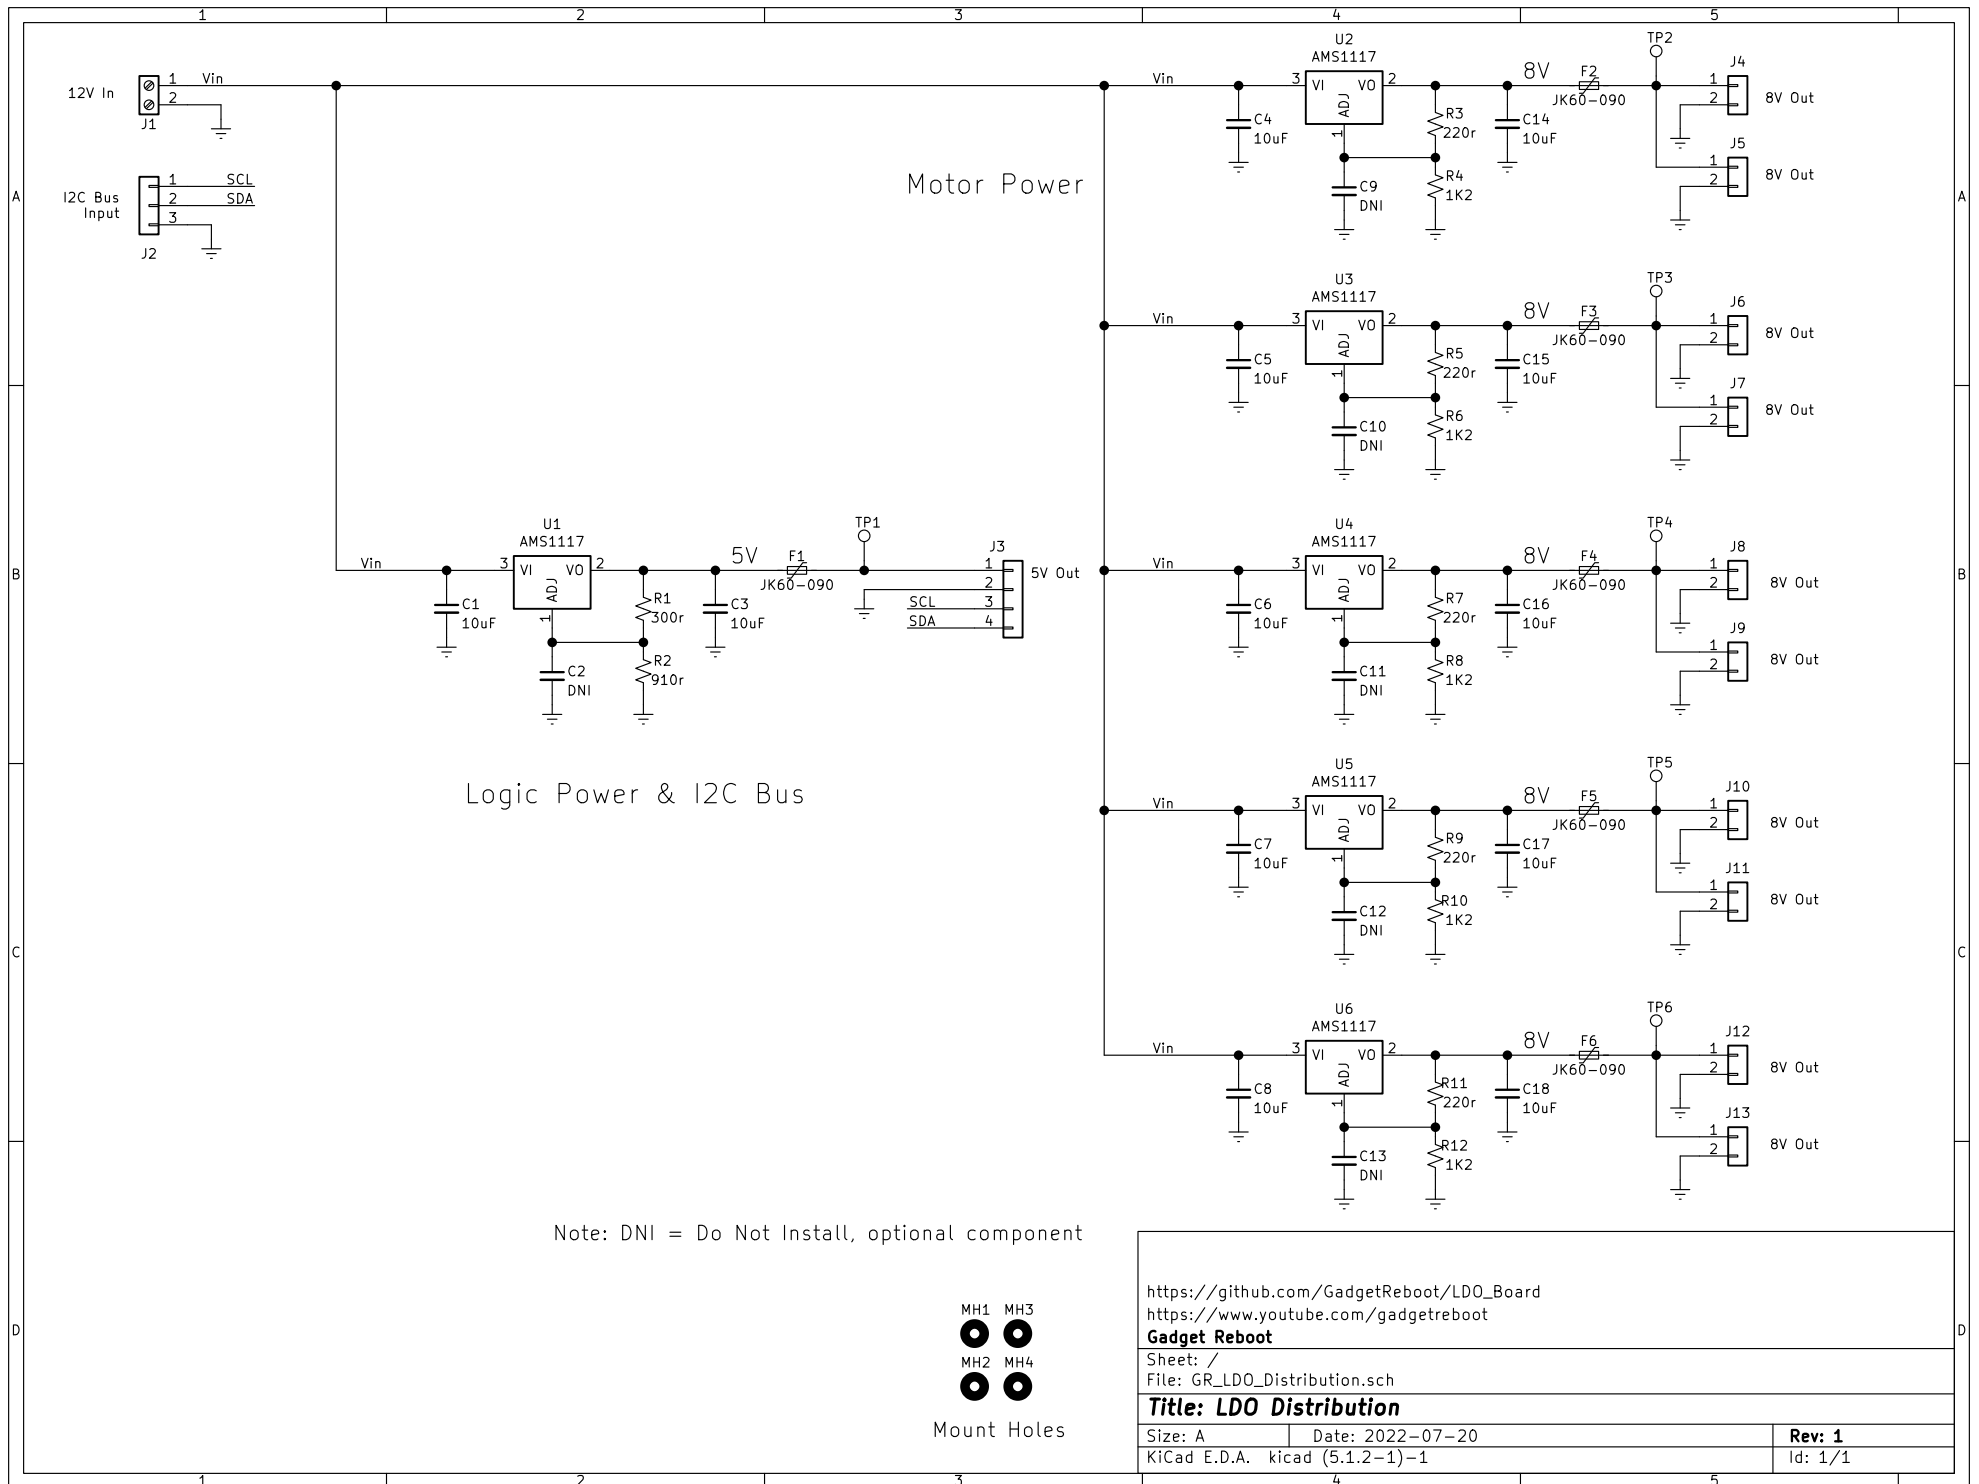 1 2 3 4 5
A
B
C
D
A
B
C
D
1 2 3 4 5
12V In
1
2
Vin
J1
I2C Bus
Input
1
2
3
SCL
SDA
J2
Motor Power
Vin
U1
AMS1117
3 VI VO 2
ADJ
1
C1
10uF
C2
DNI
R1
300r
R2
910r
C3
10uF
5V
F1
JK60-090
TP1
J3
1
2
3
4
SCL
SDA
5V Out
Logic Power & I2C Bus
Vin
U2
AMS1117
3 VI VO 2
ADJ
1
C4
10uF
C9
DNI
R3
220r
R4
1K2
C14
10uF
8V
F2
JK60-090
TP2
J4
1
2
8V Out
J5
1
2
8V Out
Vin
U3
AMS1117
3 VI VO 2
ADJ
1
C5
10uF
C10
DNI
R5
220r
R6
1K2
C15
10uF
8V
F3
JK60-090
TP3
J6
1
2
8V Out
J7
1
2
8V Out
Vin
U4
AMS1117
3 VI VO 2
ADJ
1
C6
10uF
C11
DNI
R7
220r
R8
1K2
C16
10uF
8V
F4
JK60-090
TP4
J8
1
2
8V Out
J9
1
2
8V Out
Vin
U5
AMS1117
3 VI VO 2
ADJ
1
C7
10uF
C12
DNI
R9
220r
R10
1K2
C17
10uF
8V
F5
JK60-090
TP5
J10
1
2
8V Out
J11
1
2
8V Out
Vin
U6
AMS1117
3 VI VO 2
ADJ
1
C8
10uF
C13
DNI
R11
220r
R12
1K2
C18
10uF
8V
F6
JK60-090
TP6
J12
1
2
8V Out
J13
1
2
8V Out
Note: DNI = Do Not Install, optional component
MH1 MH3
MH2 MH4
Mount Holes
https://github.com/GadgetReboot/LDO_Board
https://www.youtube.com/gadgetreboot
Gadget Reboot
Sheet: /
File: GR_LDO_Distribution.sch
Title: LDO Distribution
Size: A Date: 2022-07-20 Rev: 1
KiCad E.D.A. kicad (5.1.2-1)-1 Id: 1/1